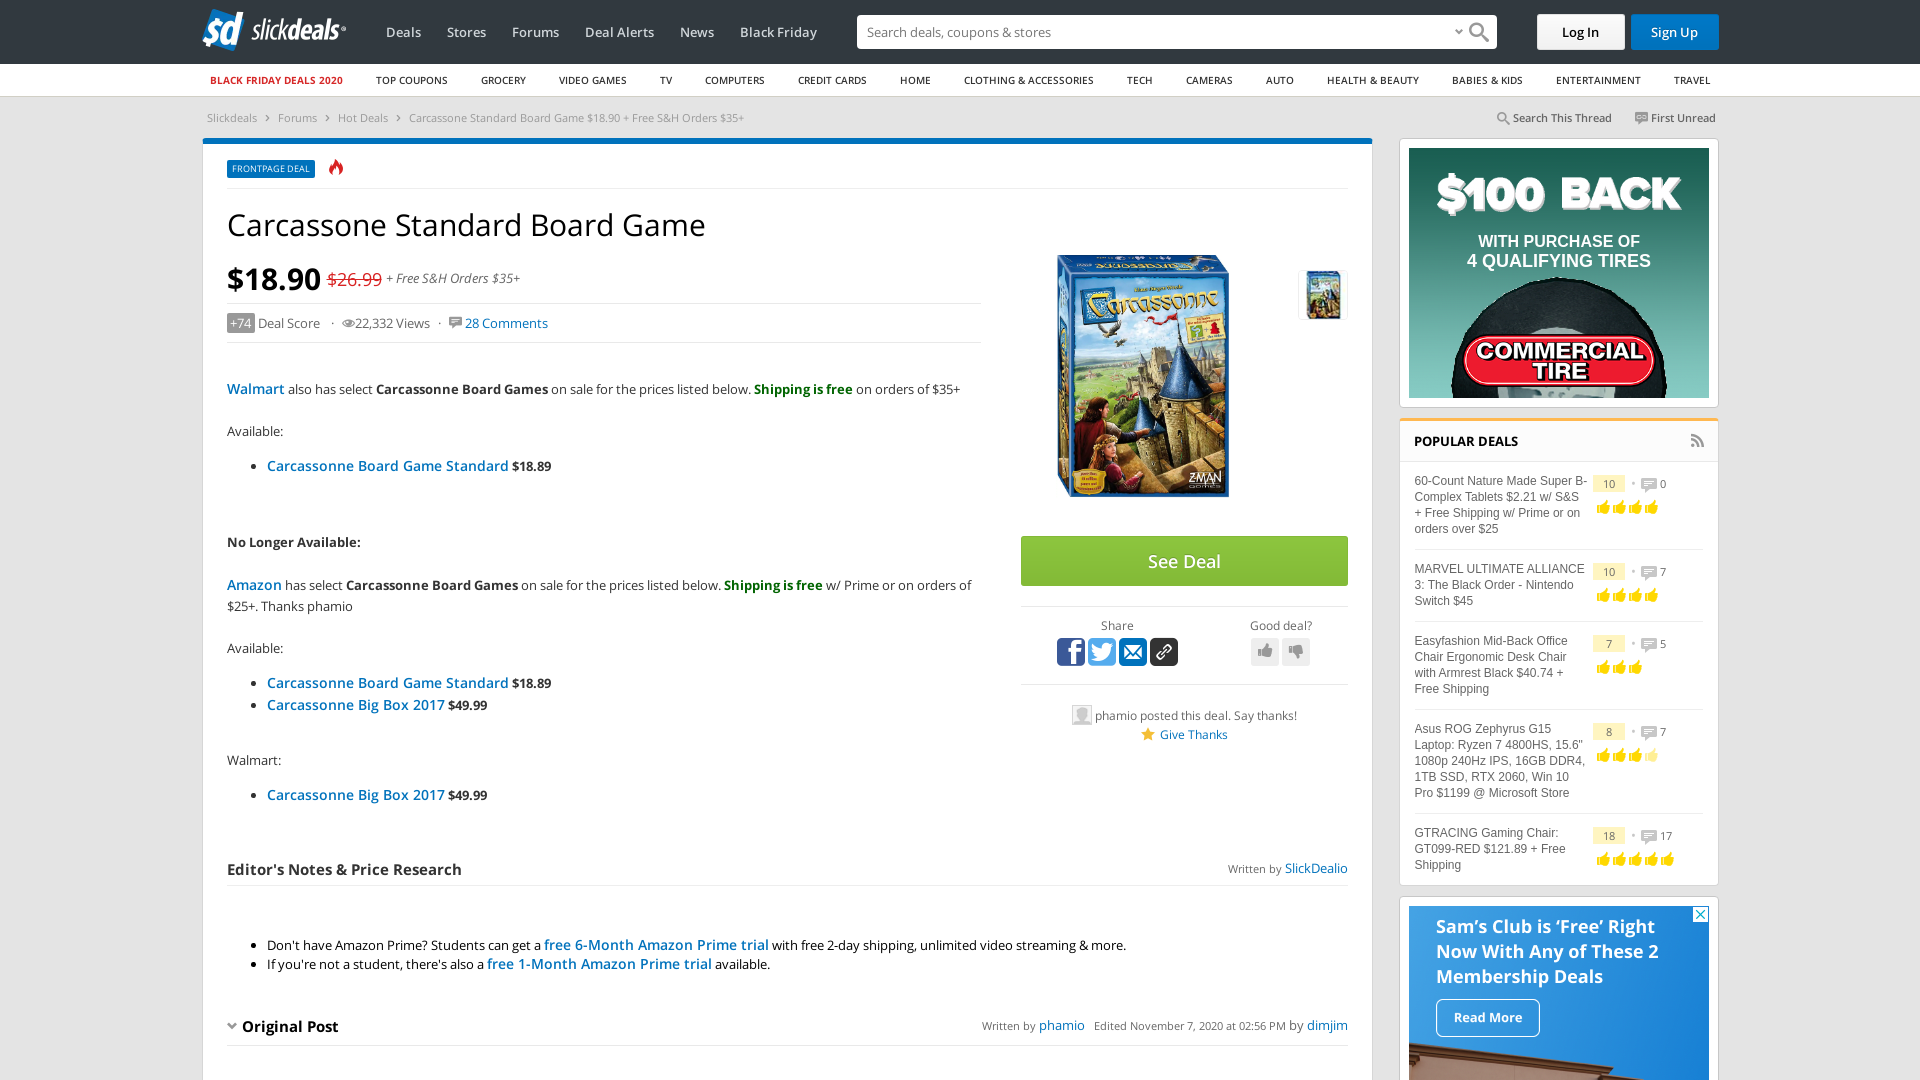 slickdeals
Deals
Stores
Forums
Deal Alerts
News
Black Friday
Search deals, coupons & stores
Log In
Sign Up
BLACK FRIDAY DEALS 2020
TOP COUPONS
GROCERY
VIDEO GAMES
TV
COMPUTERS
CREDIT CARDS
HOME
CLOTHING & ACCESSORIES
TECH
CAMERAS
AUTO
HEALTH & BEAUTY
BABIES & KIDS
ENTERTAINMENT
TRAVEL
Slickdeals › Forums › Hot Deals › Carcassone Standard Board Game $18.90 + Free S&H Orders $35+
Search This Thread
First Unread
FRONTPAGE DEAL
Carcassone Standard Board Game
$18.90 $26.99 + Free S&H Orders $35+
+74 Deal Score · 22,332 Views · 28 Comments
Walmart also has select Carcassonne Board Games on sale for the prices listed below. Shipping is free on orders of $35+
Available:
• Carcassonne Board Game Standard $18.89
No Longer Available:
Amazon has select Carcassonne Board Games on sale for the prices listed below. Shipping is free w/ Prime or on orders of
$25+. Thanks phamio
Available:
• Carcassonne Board Game Standard $18.89
• Carcassonne Big Box 2017 $49.99
Walmart:
• Carcassonne Big Box 2017 $49.99
Carcassonne
Z-MAN
games
See Deal
Share
Good deal?
phamio posted this deal. Say thanks!
Give Thanks
Editor's Notes & Price Research
Written by SlickDealio
• Don't have Amazon Prime? Students can get a free 6-Month Amazon Prime trial with free 2-day shipping, unlimited video streaming & more.
• If you're not a student, there's also a free 1-Month Amazon Prime trial available.
Original Post
Written by phamio Edited November 7, 2020 at 02:56 PM by dimjim
$100 BACK
WITH PURCHASE OF
4 QUALIFYING TIRES
COMMERCIAL
TIRE
POPULAR DEALS
60-Count Nature Made Super B-
Complex Tablets $2.21 w/ S&S
+ Free Shipping w/ Prime or on
orders over $25
10 • 0
MARVEL ULTIMATE ALLIANCE
3: The Black Order - Nintendo
Switch $45
10 • 7
Easyfashion Mid-Back Office
Chair Ergonomic Desk Chair
with Armrest Black $40.74 +
Free Shipping
7 • 5
Asus ROG Zephyrus G15
Laptop: Ryzen 7 4800HS, 15.6"
1080p 240Hz IPS, 16GB DDR4,
1TB SSD, RTX 2060, Win 10
Pro $1199 @ Microsoft Store
8 • 7
GTRACING Gaming Chair:
GT099-RED $121.89 + Free
Shipping
18 • 17
Sam's Club is ‘Free’ Right
Now With Any of These 2
Membership Deals
Read More